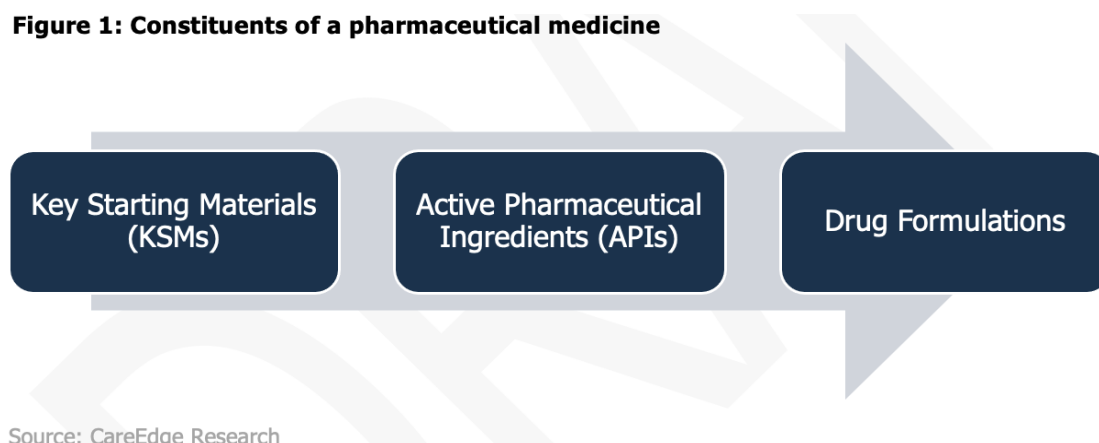 Figure 1: Constituents of a pharmaceutical medicine
Key Starting Materials
(KSMs)
Active Pharmaceutical
Ingredients (APIs)
Drug Formulations
Source: CareEdge Research